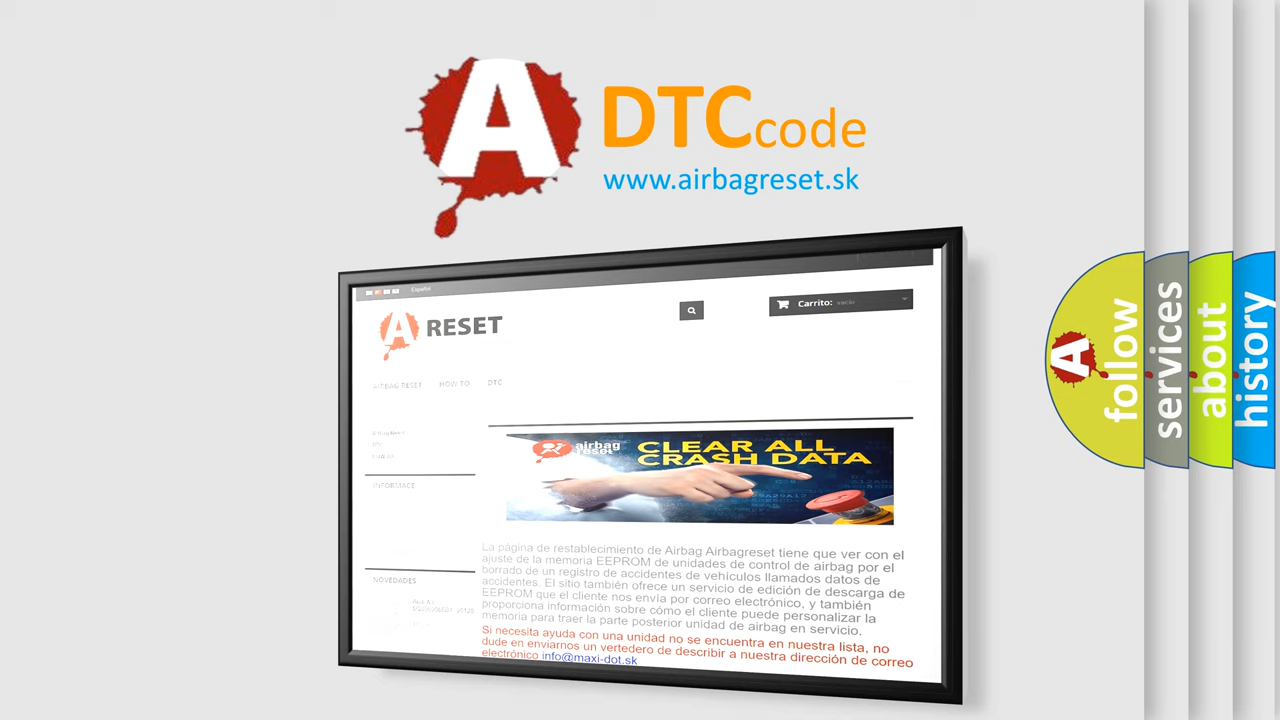 A DTCcode
www.airbagreset.sk
Español
A RESET
Carrito: vacío
AIRBAG RESET HOW TO DTC
INFORMACE
airbag
reset
CLEAR ALL
CRASH DATA
La página de restablecimiento de Airbag Airbagreset tiene que ver con el
ajuste de la memoria EEPROM de unidades de control de airbag por el
borrado de un registro de accidentes de vehículos llamados datos de
accidentes. El sitio también ofrece un servicio de edición de descarga de
EEPROM que el cliente nos envía por correo electrónico, y también
proporciona información sobre cómo el cliente puede personalizar la
memoria para traer la parte posterior unidad de airbag en servicio.
Si necesita ayuda con una unidad no se encuentra en nuestra lista, no
dude en enviarnos un vertedero de describir a nuestra dirección de correo
electrónico info@maxi-dot.sk
NOVEDADES
A follow
services
about
history